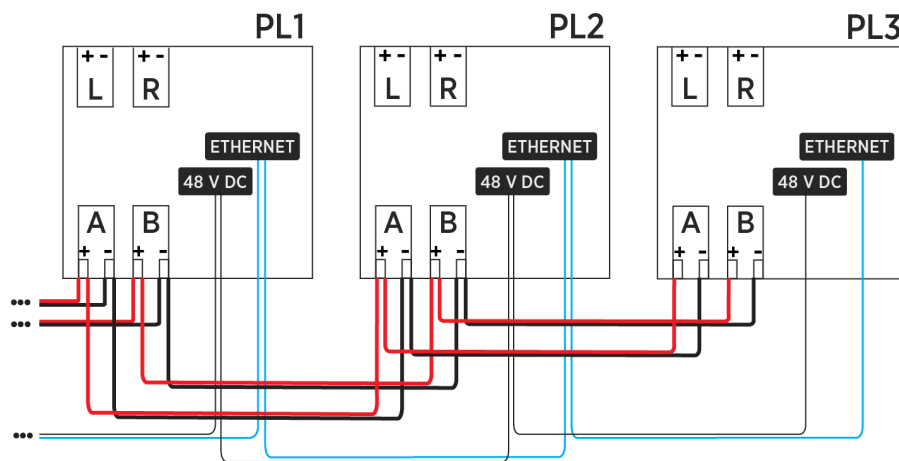 PL1 PL2 PL3
+ - + - + - + - + - + -
L R L R L R
ETHERNET ETHERNET ETHERNET
48 V DC 48 V DC 48 V DC
A B A B A B
+ - + - + - + - + - + -
•••
•••
•••